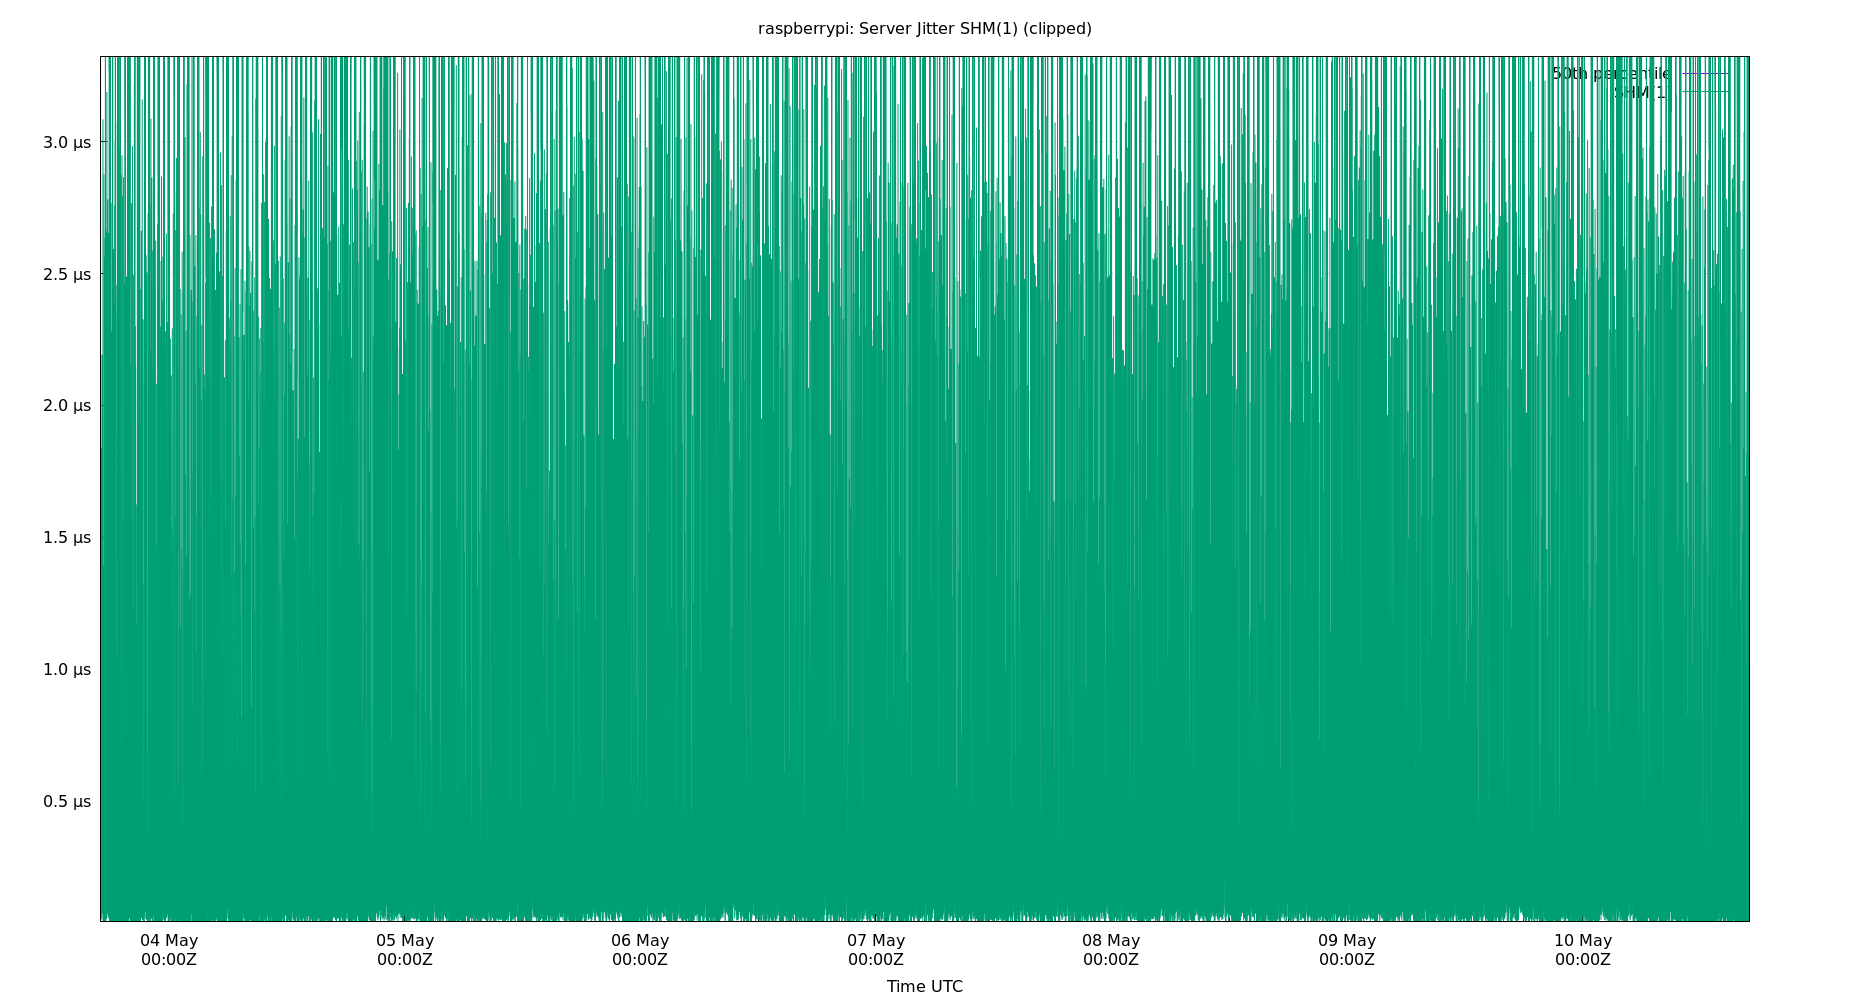 raspberrypi: Server Jitter SHM(1) (clipped)
50th percentile
SHM(1)
3.0 µs
2.5 µs
2.0 µs
1.5 µs
1.0 µs
0.5 µs
04 May 05 May 06 May 07 May 08 May 09 May 10 May
00:00Z 00:00Z 00:00Z 00:00Z 00:00Z 00:00Z 00:00Z
Time UTC